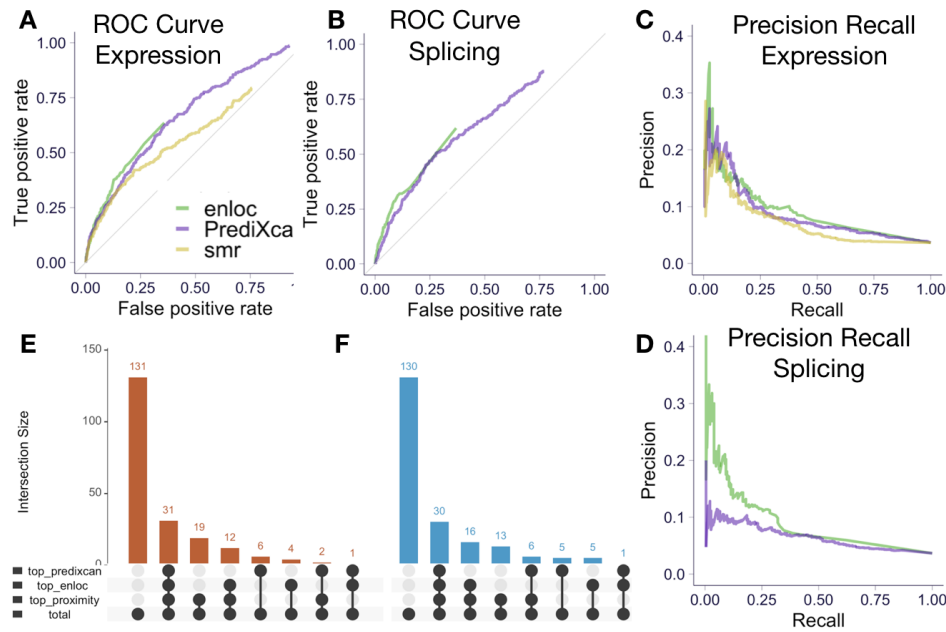 A
ROC Curve
Expression
True positive rate
1.00
0.75
0.50
0.25
0.00
enloc
PrediXca
smr
0.00 0.25 0.50 0.75 1
False positive rate
B
ROC Curve
Splicing
True positive rate
1.00
0.75
0.50
0.25
0.00
0.00 0.25 0.50 0.75 1.00
False positive rate
C
Precision Recall
Expression
Precision
0.4
0.3
0.2
0.1
0.0
0.00 0.25 0.50 0.75 1.00
Recall
E
Intersection Size
150
100
50
0
131 31 19 12 6 4 2 1
F
130 30 16 13 6 5 5 1
top_predixcan
top_enloc
top_proximity
total
D
Precision Recall
Splicing
Precision
0.4
0.3
0.2
0.1
0.0
0.00 0.25 0.50 0.75 1.00
Recall